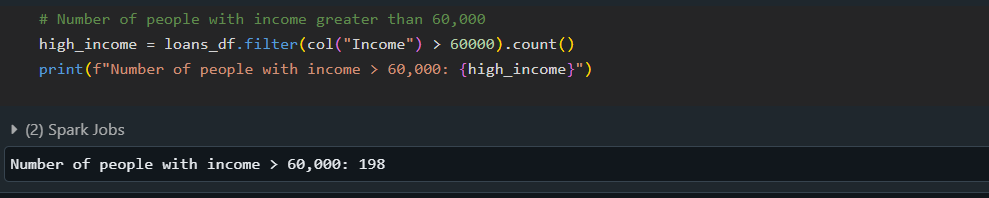 # Number of people with income greater than 60,000
high_income = loans_df.filter(col("Income") > 60000).count()
print(f"Number of people with income > 60,000: {high_income}")
(2) Spark Jobs
Number of people with income > 60,000: 198